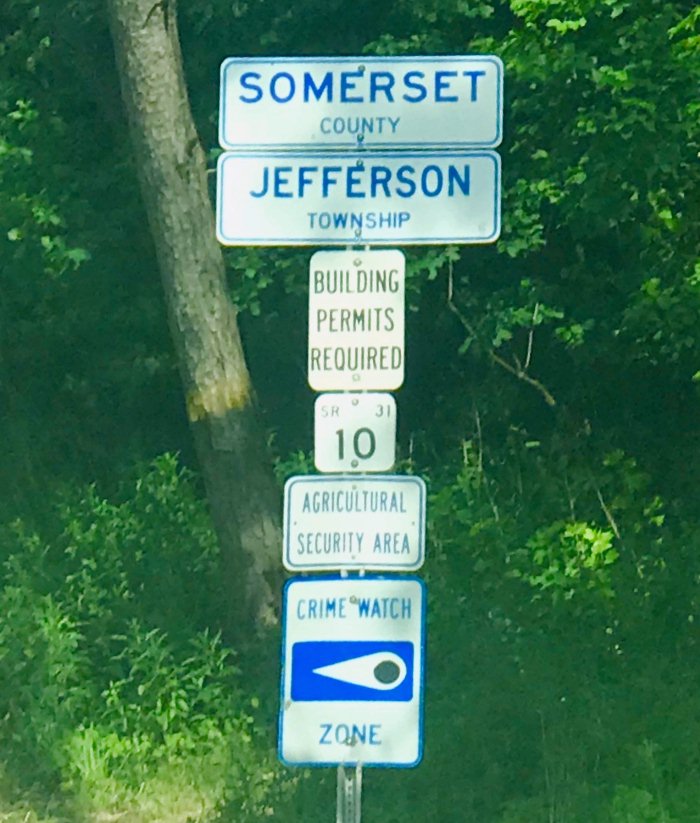 SOMERSET
COUNTY
JEFFERSON
TOWNSHIP
BUILDING
PERMITS
REQUIRED
SR 31
10
AGRICULTURAL
SECURITY AREA
CRIME WATCH
ZONE